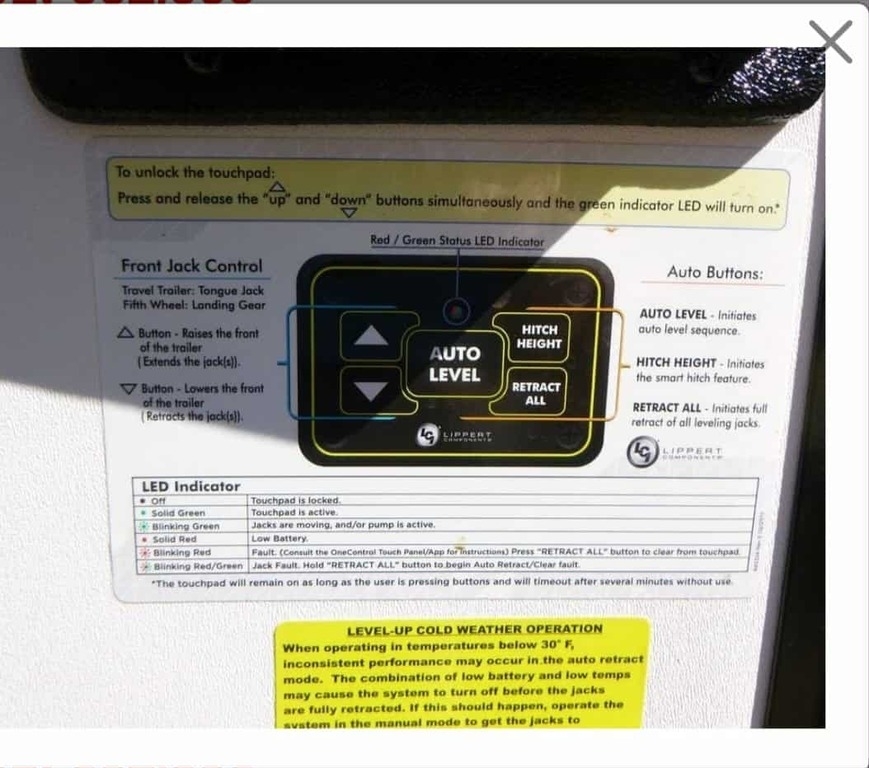 To unlock the touchpad:
Press and release the "up" and "down" buttons simultaneously and the green indicator LED will turn on.*
Red / Green Status LED Indicator
Front Jack Control
Travel Trailer: Tongue Jack
Fifth Wheel: Landing Gear
Button - Raises the front
of the trailer
(Extends the jack(s)).
Button - Lowers the front
of the trailer
(Retracts the jack(s)).
AUTO
LEVEL
HITCH
HEIGHT
RETRACT
ALL
LCI LIPPERT
COMPONENTS
Auto Buttons:
AUTO LEVEL - Initiates
auto level sequence.
HITCH HEIGHT - Initiates
the smart hitch feature.
RETRACT ALL - Initiates full
retract of all leveling jacks.
LCI LIPPERT
COMPONENTS
LED Indicator
Off Touchpad is locked.
Solid Green Touchpad is active.
Blinking Green Jacks are moving, and/or pump is active.
Solid Red Low Battery.
Blinking Red Fault. (Consult the OneControl Touch Panel/App for instructions) Press "RETRACT ALL" button to clear from touchpad.
Blinking Red/Green Jack Fault. Hold "RETRACT ALL" button to begin Auto Retract/Clear fault.
*The touchpad will remain on as long as the user is pressing buttons and will timeout after several minutes without use.
LEVEL-UP COLD WEATHER OPERATION
When operating in temperatures below 30° F,
inconsistent performance may occur in the auto retract
mode. The combination of low battery and low temps
may cause the system to turn off before the jacks
are fully retracted. If this should happen, operate the
system in the manual mode to get the jacks to